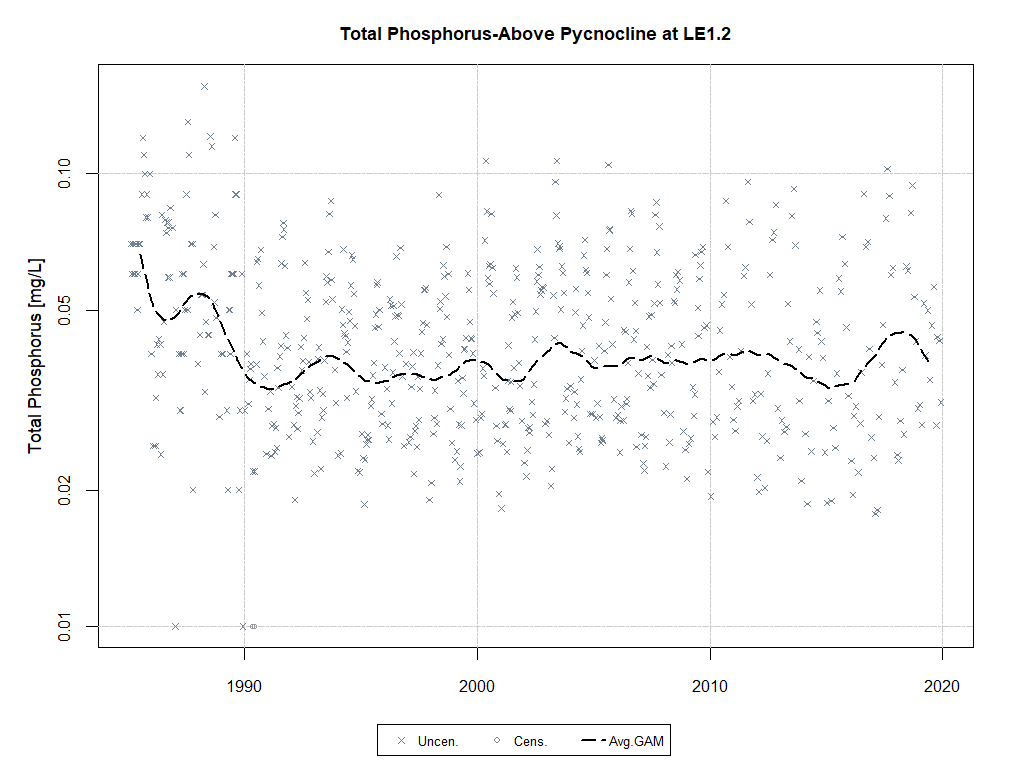 Total Phosphorus-Above Pycnocline at LE1.2
Total Phosphorus [mg/L]
0.10
0.05
0.02
0.01
1990 2000 2010 2020
Uncen. Cens. Avg.GAM